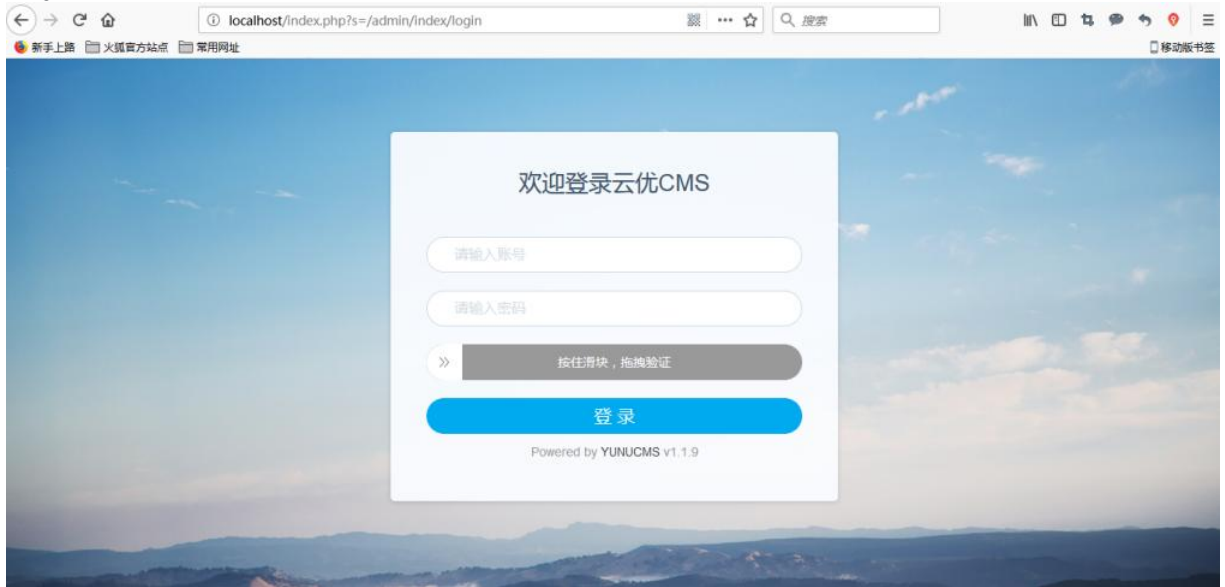 localhost/index.php?s=/admin/index/login
搜索
新手上路 火狐官方站点 常用网址
移动版书签
欢迎登录云优CMS
请输入账号
请输入密码
按住滑块，拖拽验证
登 录
Powered by YUNUCMS v1.1.9